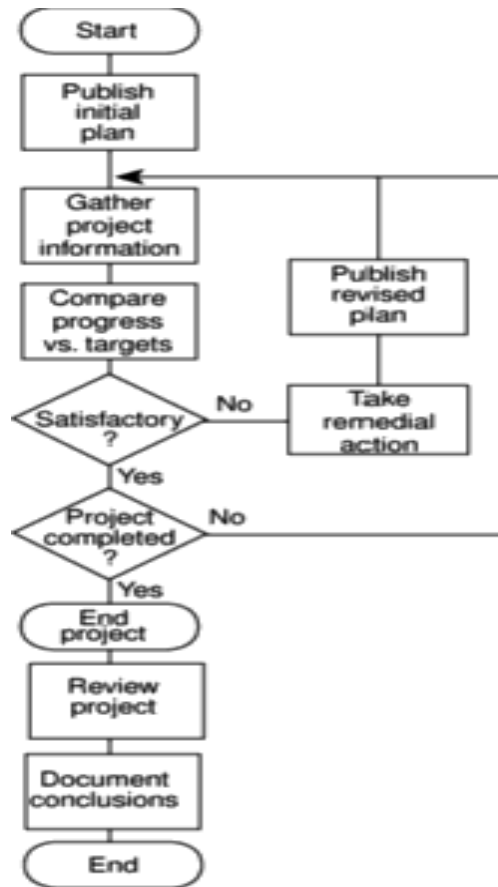 Start
Publish
initial
plan
Gather
project
information
Compare
progress
vs. targets
Publish
revised
plan
Satisfactory
?
No
Take
remedial
action
Yes
Project
completed
?
No
Yes
End
project
Review
project
Document
conclusions
End